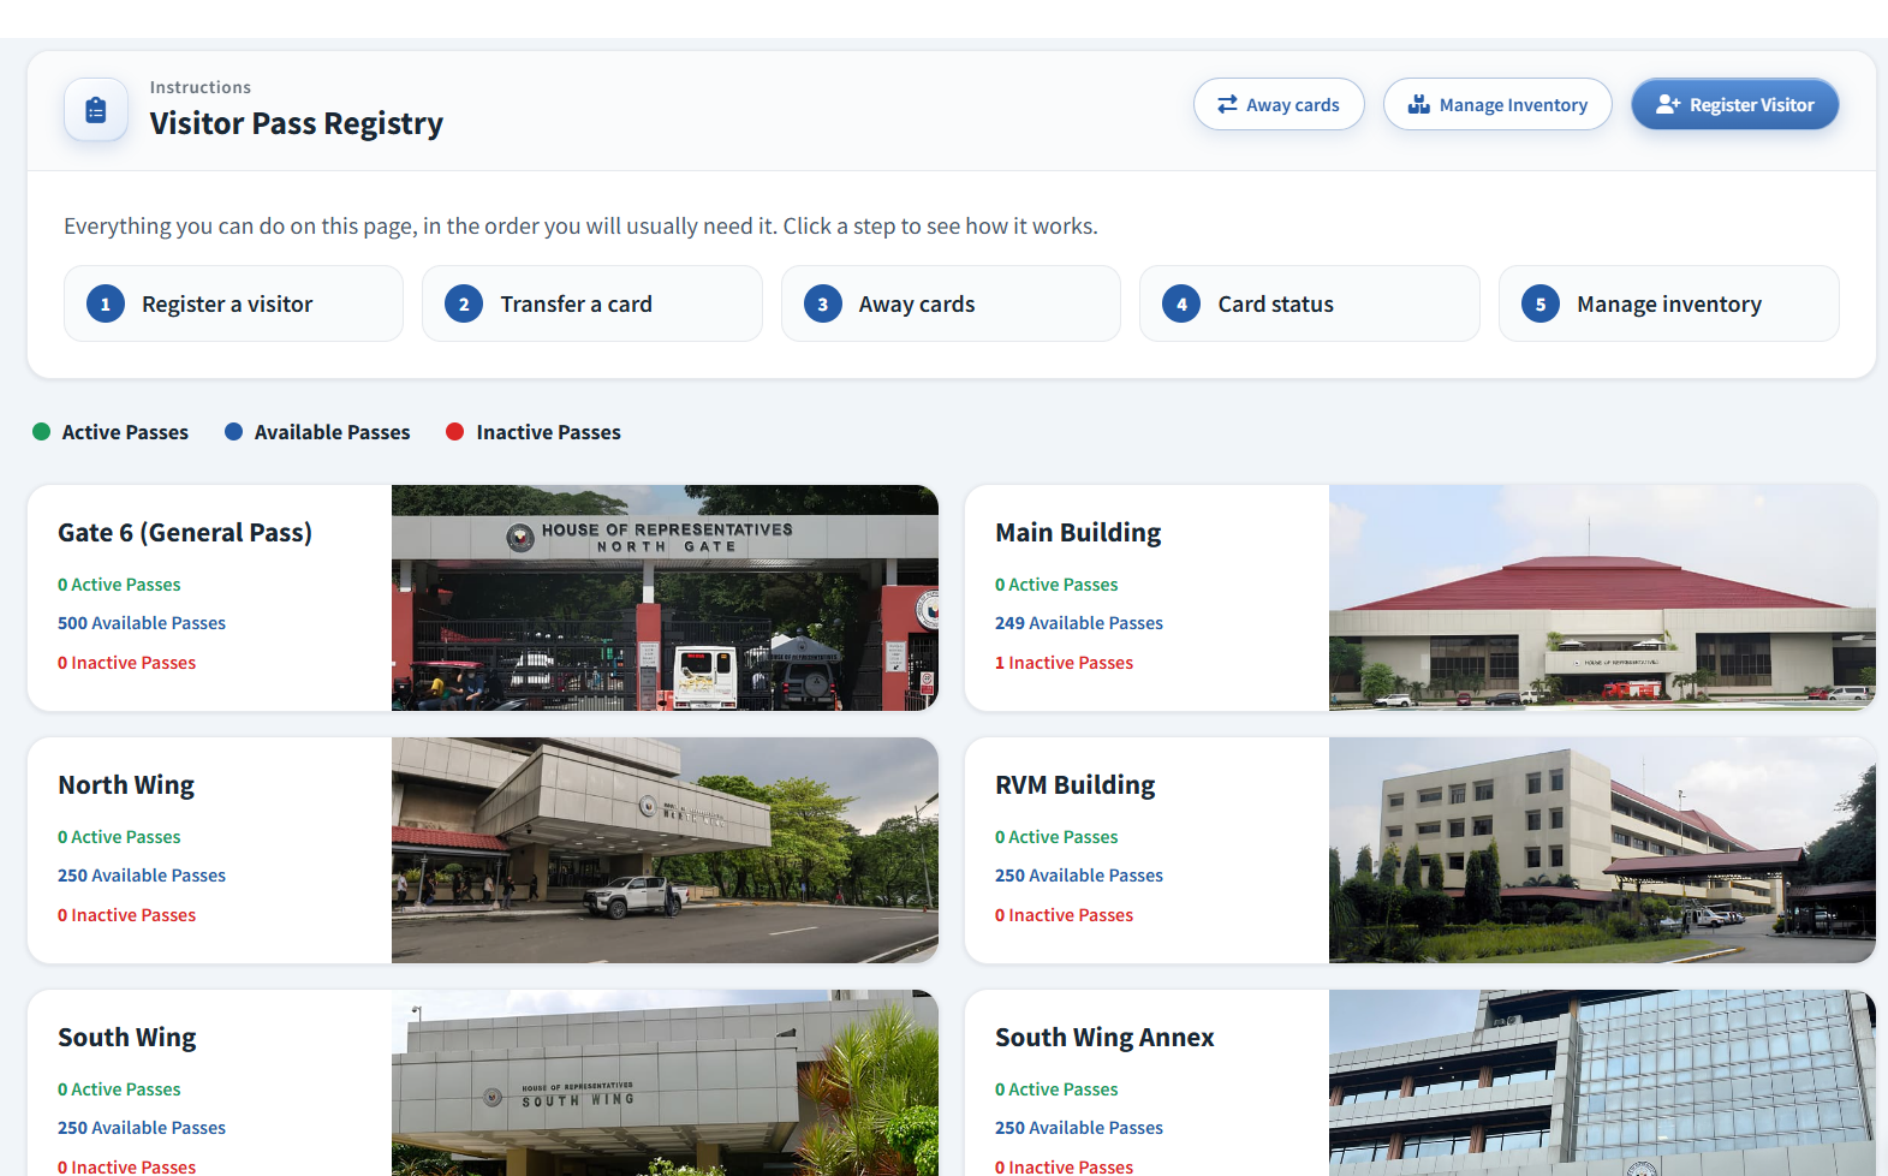 Instructions
Visitor Pass Registry
Away cards
Manage Inventory
Register Visitor
Everything you can do on this page, in the order you will usually need it. Click a step to see how it works.
1 Register a visitor
2 Transfer a card
3 Away cards
4 Card status
5 Manage inventory
Active Passes
Available Passes
Inactive Passes
Gate 6 (General Pass)
0 Active Passes
500 Available Passes
0 Inactive Passes
HOUSE OF REPRESENTATIVES
NORTH GATE
Main Building
0 Active Passes
249 Available Passes
1 Inactive Passes
HOUSE OF REPRESENTATIVES
North Wing
0 Active Passes
250 Available Passes
0 Inactive Passes
RVM Building
0 Active Passes
250 Available Passes
0 Inactive Passes
South Wing
0 Active Passes
250 Available Passes
0 Inactive Passes
HOUSE OF REPRESENTATIVES
SOUTH WING
South Wing Annex
0 Active Passes
250 Available Passes
0 Inactive Passes